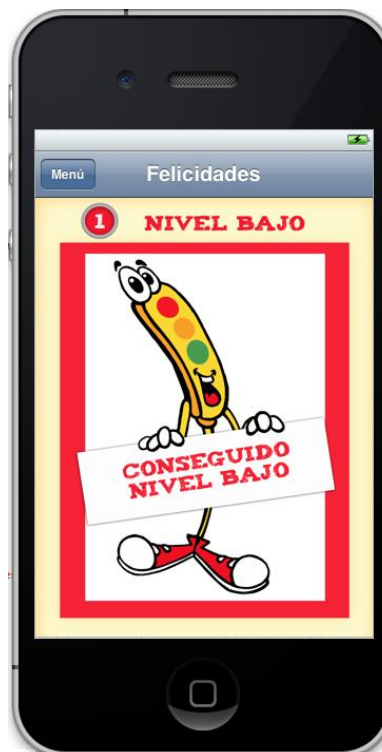 Menú
Felicidades
1
NIVEL BAJO
CONSEGUIDO
NIVEL BAJO